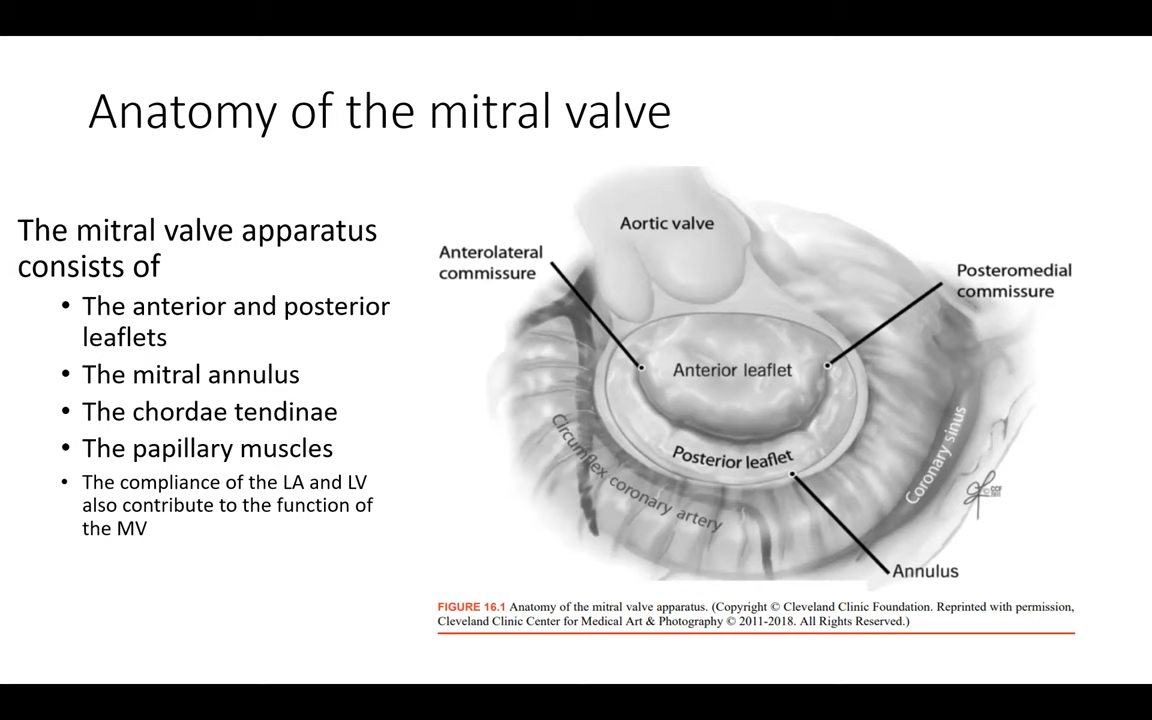 Anatomy of the mitral valve
The mitral valve apparatus
consists of
• The anterior and posterior
leaflets
• The mitral annulus
• The chordae tendinae
• The papillary muscles
• The compliance of the LA and LV
also contribute to the function of
the MV
Aortic valve
Anterolateral
commissure
Posteromedial
commissure
Anterior leaflet
Posterior leaflet
Circumflex coronary artery
Coronary sinus
Annulus
FIGURE 16.1 Anatomy of the mitral valve apparatus. (Copyright © Cleveland Clinic Foundation. Reprinted with permission,
Cleveland Clinic Center for Medical Art & Photography © 2011-2018. All Rights Reserved.)